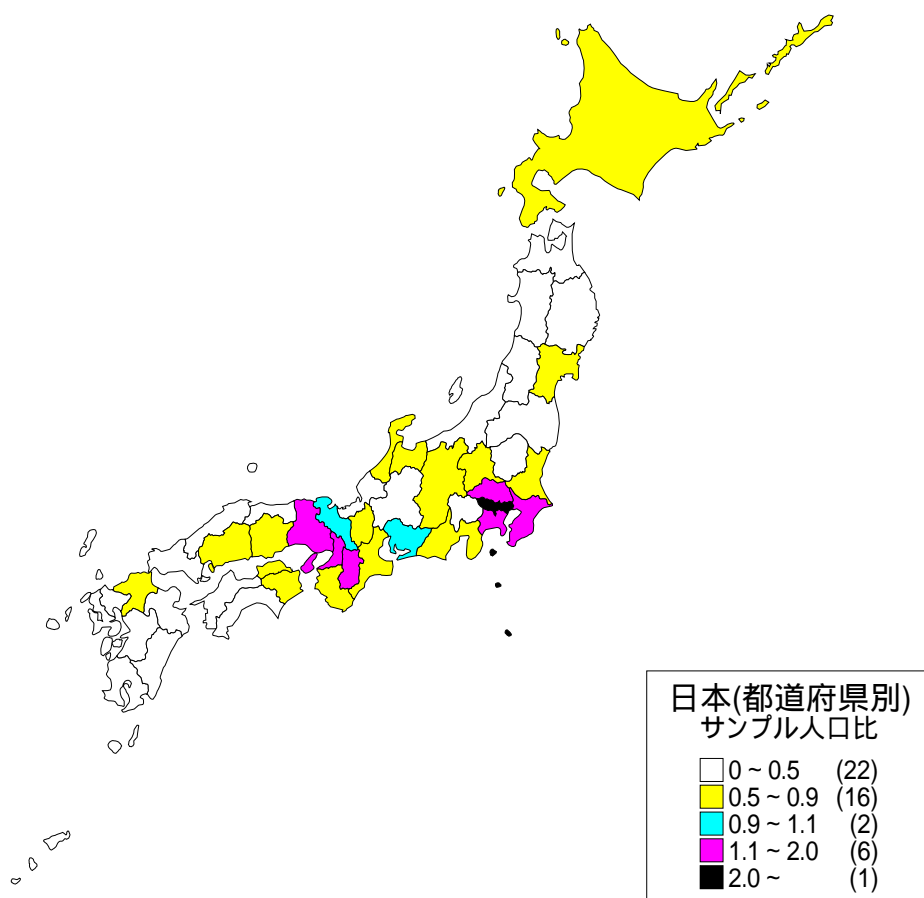 日本(都道府県別)
サンプル人口比
0 ~ 0.5 (22)
0.5 ~ 0.9 (16)
0.9 ~ 1.1 (2)
1.1 ~ 2.0 (6)
2.0 ~ (1)